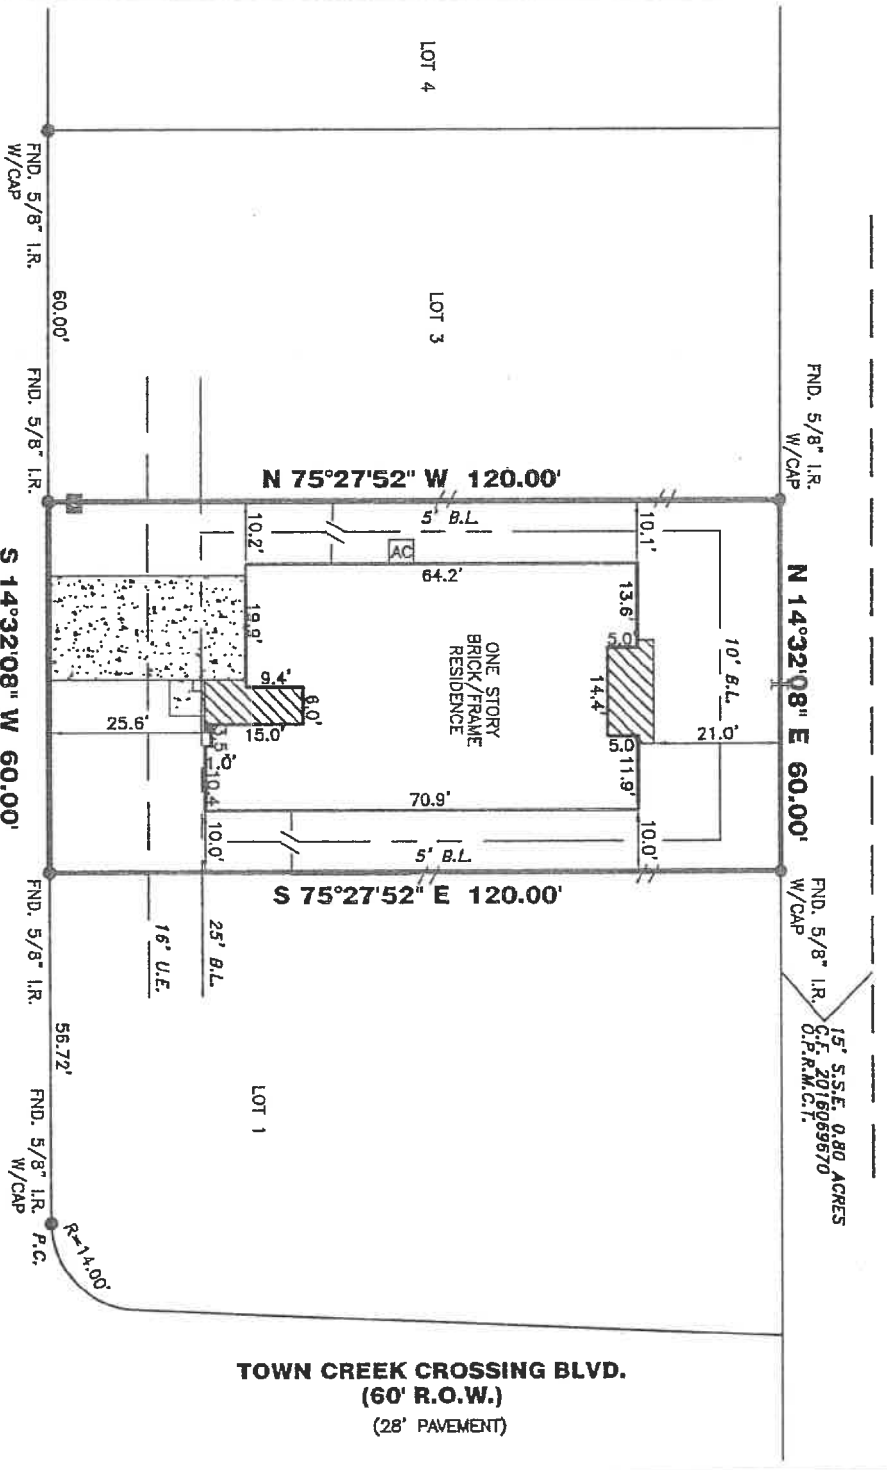 LOT 4
FND. 5/8" I.R.
W/CAP
60.00'
LOT 3
FND. 5/8" I.R.
FND. 5/8" I.R.
W/CAP
N 75°27'52" W 120.00'
N 14°32'08" E 60.00'
S 14°32'08" W 60.00'
10.2'
5' B.L.
10.1'
AC
64.2'
13.6'
10' B.L.
19.9'
ONE STORY
BRICK/FRAME
RESIDENCE
5.0'
14.4'
9.4'
6.0'
25.6'
15.0'
3.5'
1.0'
10.4'
5.0'
11.9'
21.0'
70.9'
10.0'
5' B.L.
10.0'
S 75°27'52" E 120.00'
FND. 5/8" I.R.
16' U.E.
25' B.L.
FND. 5/8" I.R.
W/CAP
15' S.S.E. 0.80 ACRES
C.F. 2016069670
O.P.R.M.C.T.
56.72'
LOT 1
FND. 5/8" I.R.
W/CAP
P.C.
R=14.00'
TOWN CREEK CROSSING BLVD.
(60' R.O.W.)
(28' PAVEMENT)